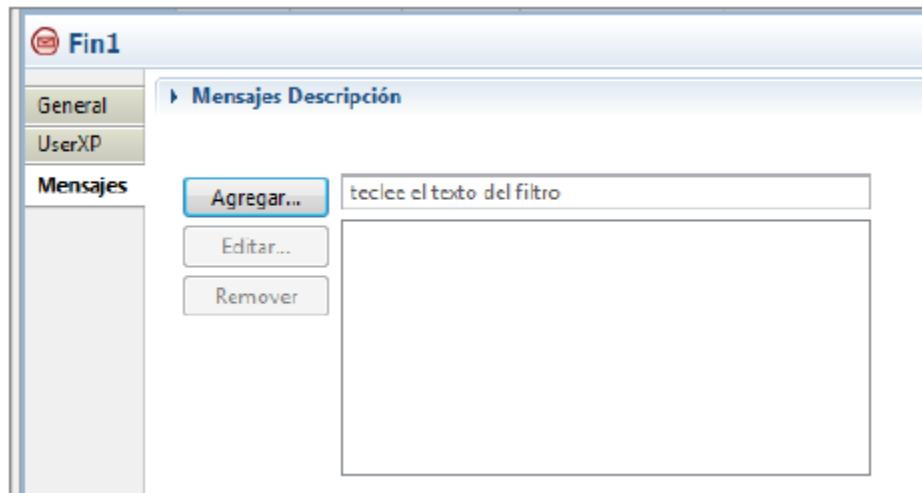 Fin1
General
Mensajes Descripción
UserXP
Mensajes
Agregar...
teclee el texto del filtro
Editar...
Remover